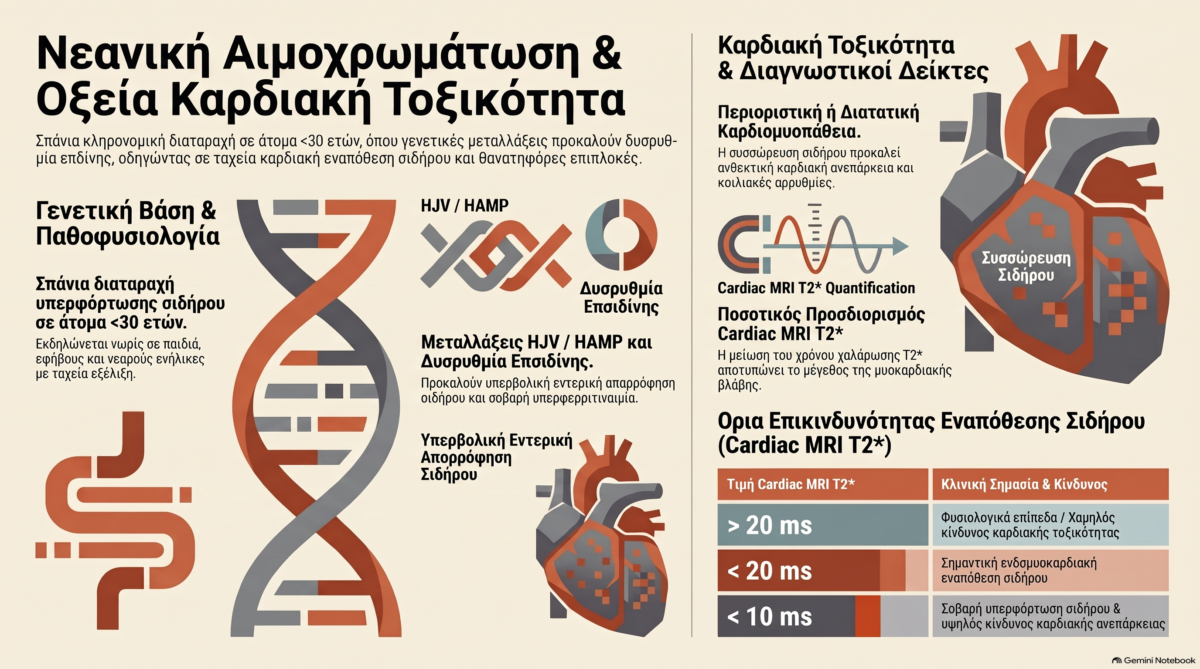 Νεανική Αιμοχρωμάτωση &
Οξεία Καρδιακή Τοξικότητα
Σπάνια κληρονομική διαταραχή σε άτομα <30 ετών, όπου γενετικές μεταλλάξεις προκαλούν δυσρυθ-
μία επδίνης, οδηγώντας σε ταχεία καρδιακή εναπόθεση σιδήρου και θανατηφόρες επιπλοκές.
Γενετική Βάση &
Παθοφυσιολογία
Σπάνια διαταραχή
υπερφόρτωσης σιδήρου
σε άτομα <30 ετών.
Εκδηλώνεται νωρίς σε παιδιά,
εφήβους και νεαρούς ενήλικες
με ταχεία εξέλιξη.
HJV / HAMP
Δυσρυθμία
Επσιδίνης
Μεταλλάξεις HJV / HAMP και
Δυσρυθμία Επσιδίνης.
Προκαλούν υπερβολική εντερική απαρρόφηση
οιδήρου και σοβαρή υπερφερριτιναιμία.
Υπερβολική Εντερική
Απορρόφηση
Σιδήρου
Καρδιακή Τοξικότητα
& Διαγνωστικοί Δείκτες
Περιοριστική ή Διατατική
Καρδιομυοπάθεια.
Η συσσώρευση σιδήρου προκαλεί
ανθεκτική καρδιακή ανεπάρκεια και
κοιλιακές αρρυθμίες.
Συσσώρευση
Σιδήρου
Cardiac MRI T2* Quantification
Ποσοτικός Προσδιορισμός
Cardiac MRI T2*
Η μείωση του χρόνου χαλάρωσης T2*
αποτυπώνει το μέγεθος της μυοκαρδιακής
βλάβης.
Ορια Επικινδυνότητας Εναπόθεσης Σιδήρου
(Cardiac MRI T2*)
Τιμή Cardiac MRI T2*
Κλινική Σημασία & Κίνδυνος
> 20 ms
Φυσιολογικά επίπεδα / Χαμηλός
κίνδυνος καρδιακής τοξικότητας
< 20 ms
Σημαντική ενδσμυοκαρδιακή
εναπόθεση σιδήρου
< 10 ms
Σοβαρή υπερφόρτωση σιδήρου &
υψηλός κίνδυνος καρδιακής ανεπάρκειας
Gemini Notebook